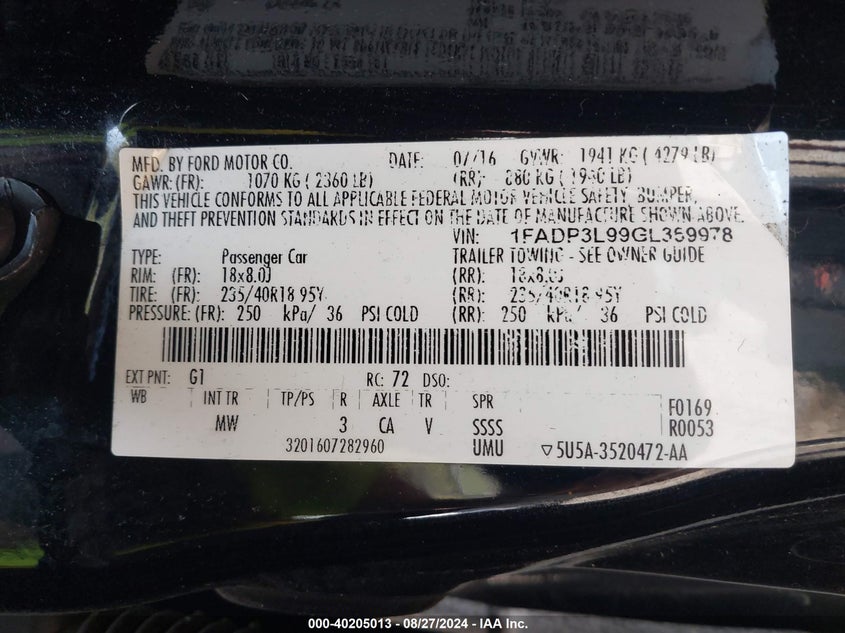 MFD. BY FORD MOTOR CO. DATE: 07/16 GVWR: 1941 KG ( 4279 LB)
GAWR: (FR): 1070 KG ( 2360 LB) (RR): 880 KG ( 1940 LB)
THIS VEHICLE CONFORMS TO ALL APPLICABLE FEDERAL MOTOR VEHICLE SAFETY, BUMPER,
AND THEFT PREVENTION STANDARDS IN EFFECT ON THE DATE OF MANUFACTURE SHOWN ABOVE.
VIN: 1FADP3L99GL359978
TYPE: Passenger Car TRAILER TOWING - SEE OWNER GUIDE
RIM: (FR): 18x8.0J (RR): 18x8.0J
TIRE: (FR): 235/40R18 95Y (RR): 235/40R18 95Y
PRESSURE: (FR): 250 kPa/ 36 PSI COLD (RR): 250 kPa/ 36 PSI COLD
EXT PNT: G1 RC: 72 DSO:
WB INT TR TP/PS R AXLE TR SPR F0169
MW 3 CA V SSSS R0053
3201607282960 UMU ▽5U5A-3520472-AA
000-40205013 - 08/27/2024 - IAA Inc.